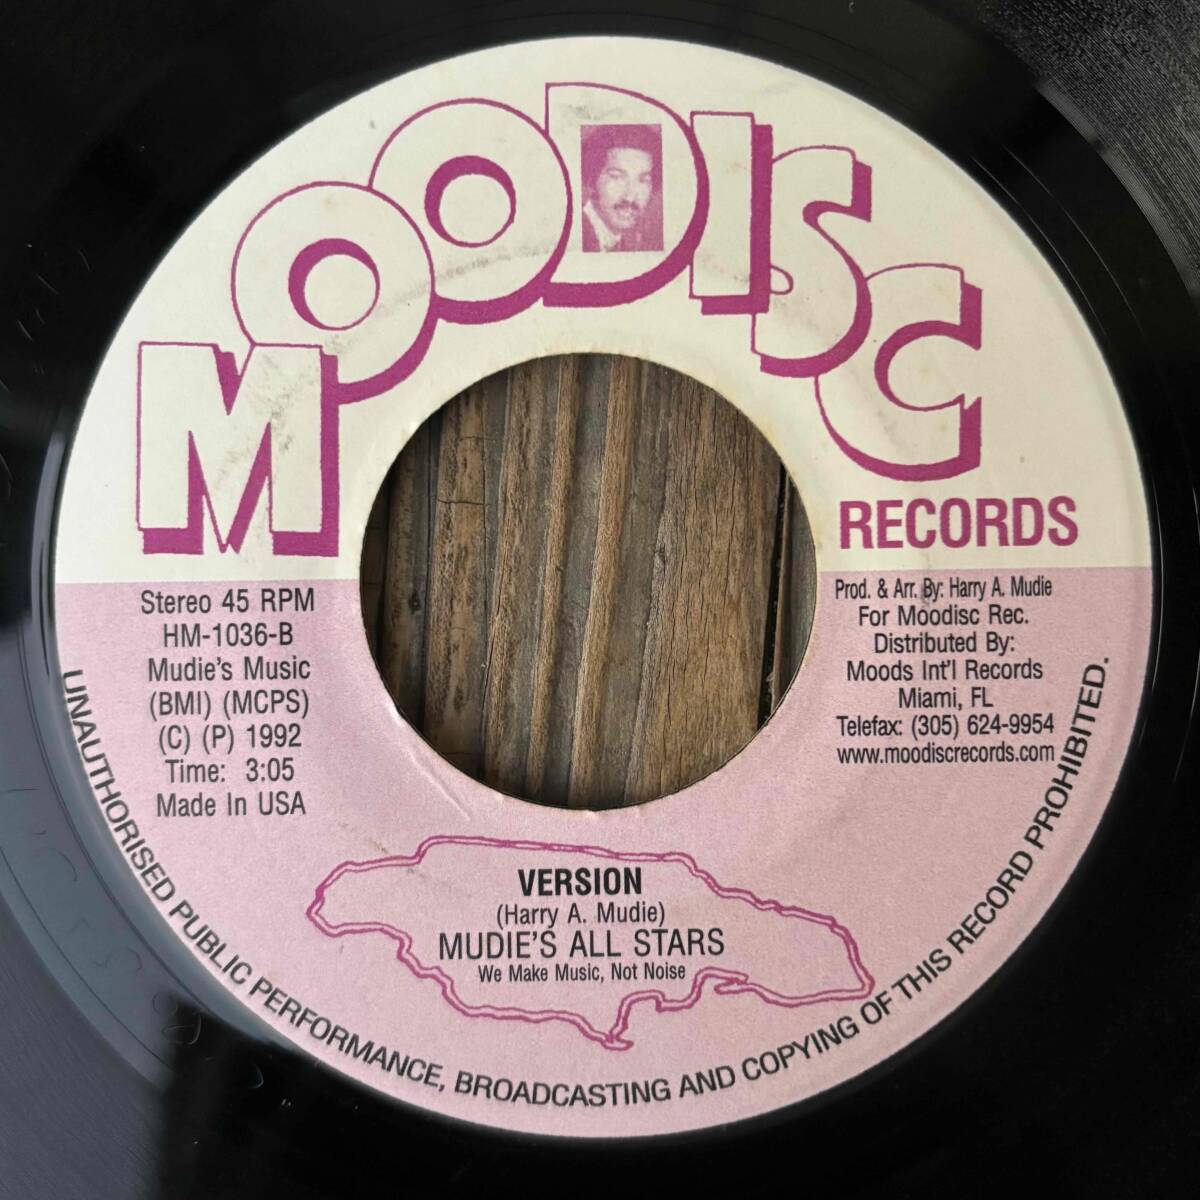 MOODISC
RECORDS
Stereo 45 RPM
HM-1036-B
Mudie's Music
(BMI) (MCPS)
(C) (P) 1992
Time: 3:05
Made In USA
Prod. & Arr. By: Harry A. Mudie
For Moodisc Rec.
Distributed By:
Moods Int'l Records
Miami, FL
Telefax: (305) 624-9954
www.moodiscrecords.com
VERSION
(Harry A. Mudie)
MUDIE'S ALL STARS
We Make Music, Not Noise
UNAUTHORISED PUBLIC PERFORMANCE, BROADCASTING AND COPYING OF THIS RECORD PROHIBITED.